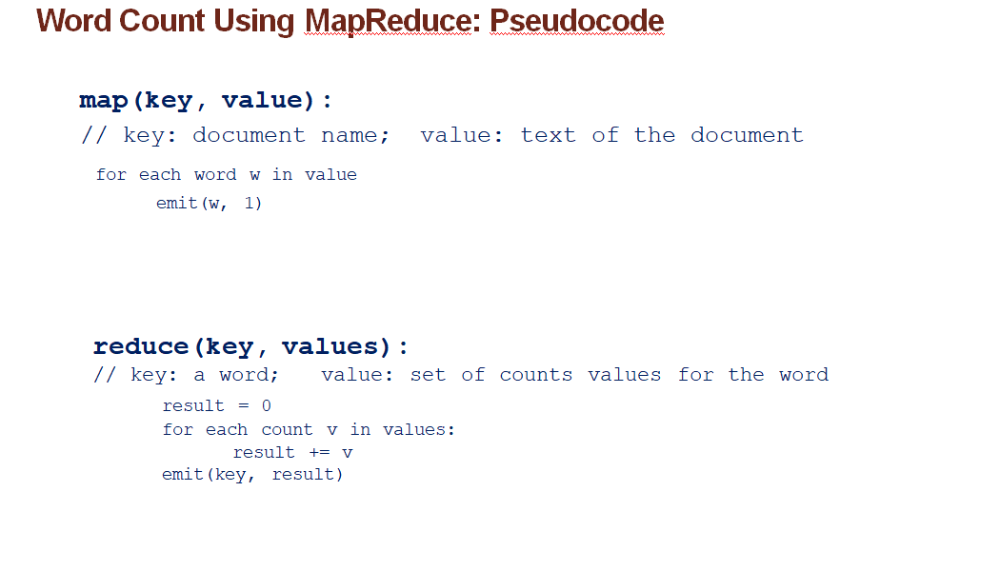 Word Count Using MapReduce: Pseudocode
map(key, value):
// key: document name; value: text of the document
for each word w in value
emit(w, 1)
reduce(key, values):
// key: a word; value: set of counts values for the word
result = 0
for each count v in values:
result += v
emit(key, result)